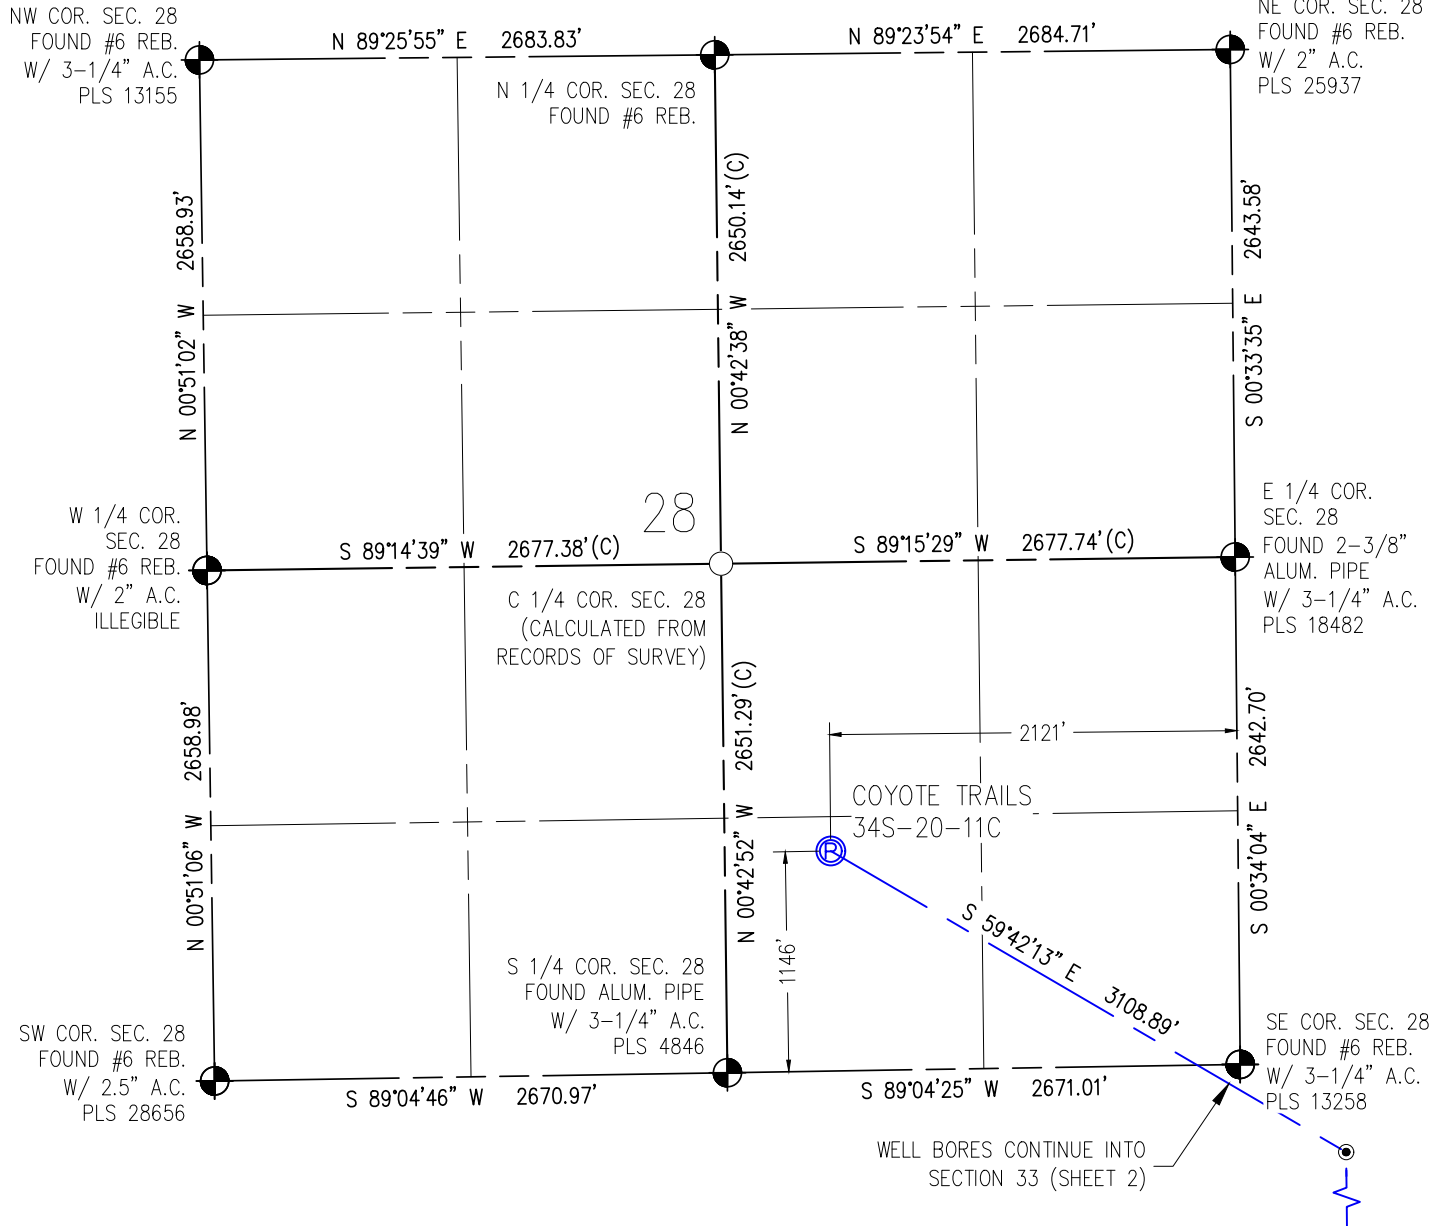 NW COR. SEC. 28
FOUND #6 REB.
W/ 3-1/4" A.C.
PLS 13155
N 89°25'55" E 2683.83'
N 1/4 COR. SEC. 28
FOUND #6 REB.
N 89°23'54" E 2684.71'
NE COR. SEC. 28
FOUND #6 REB.
W/ 2" A.C.
PLS 25937
N 00°51'02" W 2658.93'
N 00°42'38" W 2650.14'(C)
S 00°33'35" E 2643.58'
28
W 1/4 COR.
SEC. 28
FOUND #6 REB.
W/ 2" A.C.
ILLEGIBLE
S 89°14'39" W 2677.38'(C)
S 89°15'29" W 2677.74'(C)
C 1/4 COR. SEC. 28
(CALCULATED FROM
RECORDS OF SURVEY)
E 1/4 COR.
SEC. 28
FOUND 2-3/8"
ALUM. PIPE
W/ 3-1/4" A.C.
PLS 18482
N 00°51'06" W 2658.98'
N 00°42'52" W 2651.29'(C)
S 00°34'04" E 2642.70'
2121'
COYOTE TRAILS
34S-20-11C
R
1146'
S 59°42'13" E 3108.89'
S 1/4 COR. SEC. 28
FOUND ALUM. PIPE
W/ 3-1/4" A.C.
PLS 4846
SW COR. SEC. 28
FOUND #6 REB.
W/ 2.5" A.C.
PLS 28656
S 89°04'46" W 2670.97'
S 89°04'25" W 2671.01'
SE COR. SEC. 28
FOUND #6 REB.
W/ 3-1/4" A.C.
PLS 13258
WELL BORES CONTINUE INTO
SECTION 33 (SHEET 2)